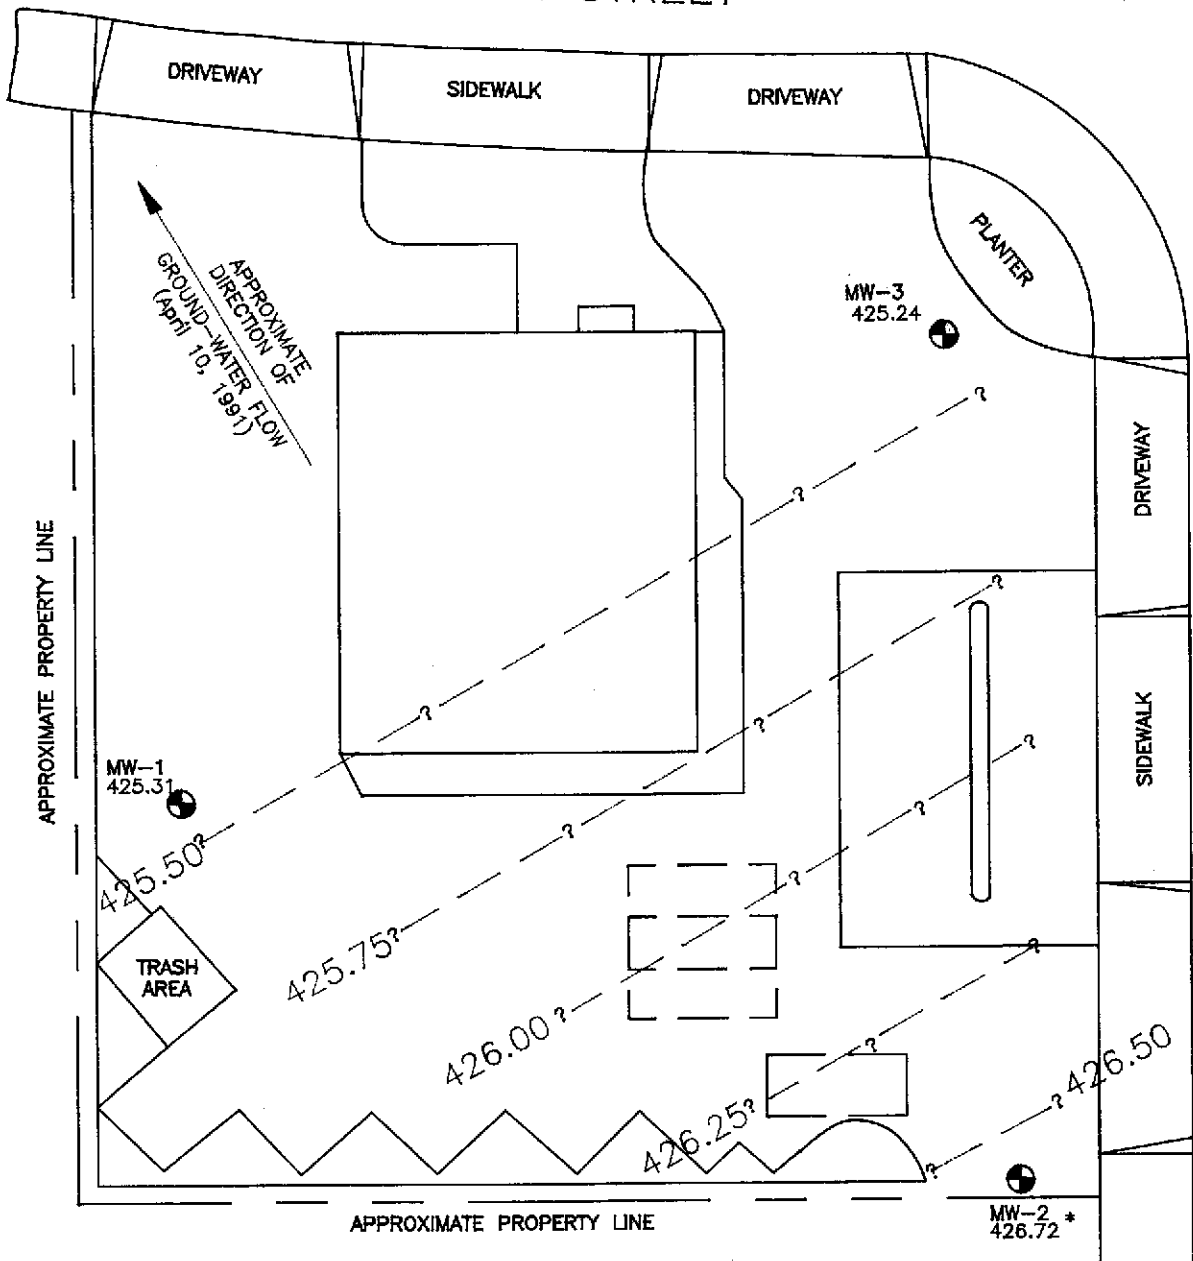 STREET
DRIVEWAY
SIDEWALK
DRIVEWAY
PLANTER
APPROXIMATE
DIRECTION OF
GROUND-WATER FLOW
(April 10, 1991)
MW-3
425.24
?
?
?
?
DRIVEWAY
?
?
?
?
SIDEWALK
?
?
?
?
APPROXIMATE PROPERTY LINE
MW-1
425.31
425.50
TRASH
AREA
425.75
426.00
?
?
?
426.25
?
?
426.50
MW-2 *
426.72
APPROXIMATE PROPERTY LINE